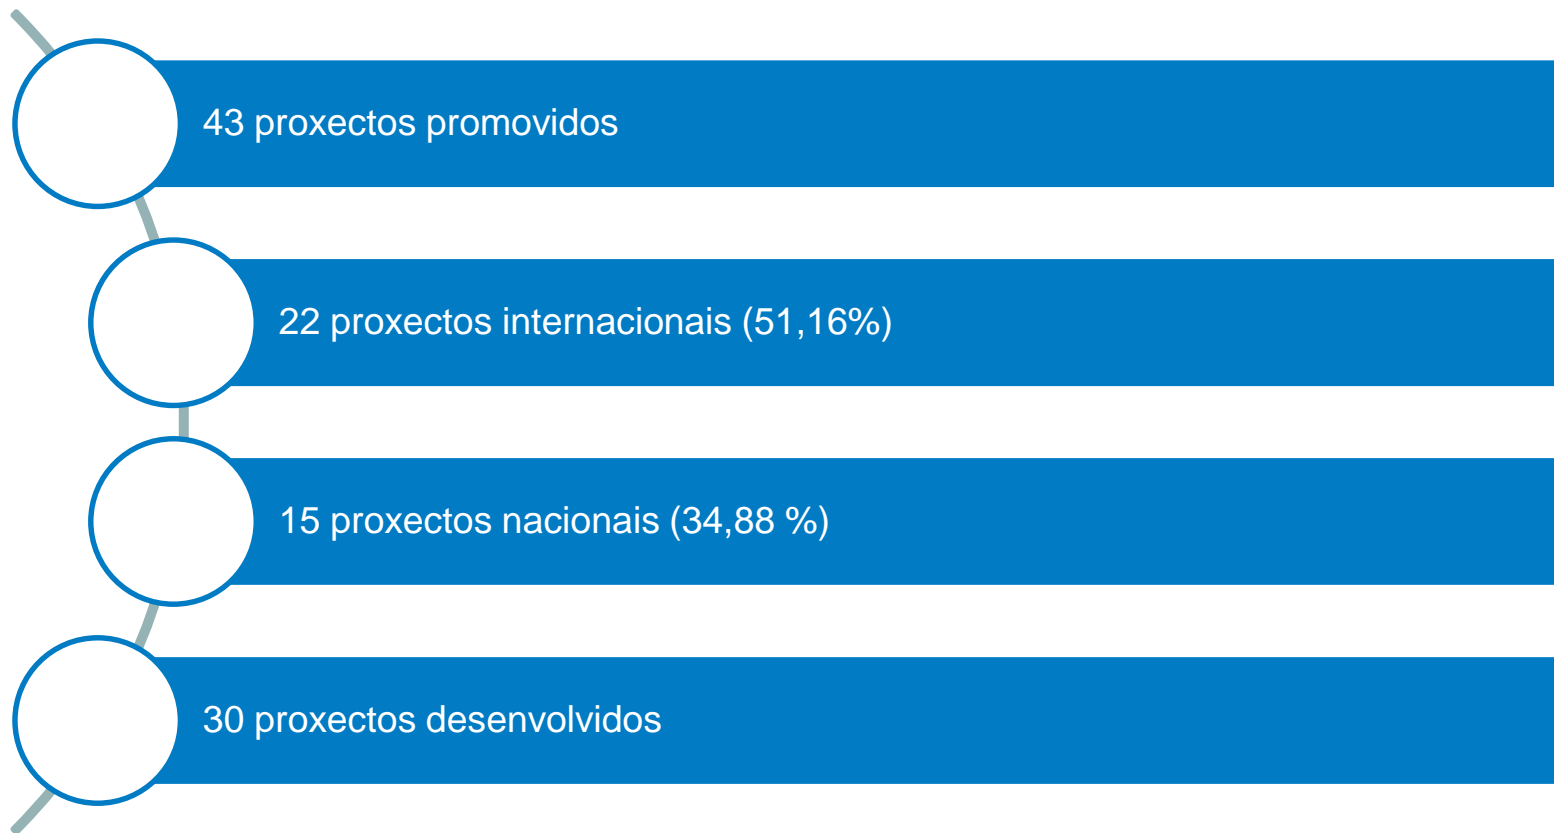 43 proxectos promovidos
22 proxectos internacionais (51,16%)
15 proxectos nacionais (34,88 %)
30 proxectos desenvolvidos